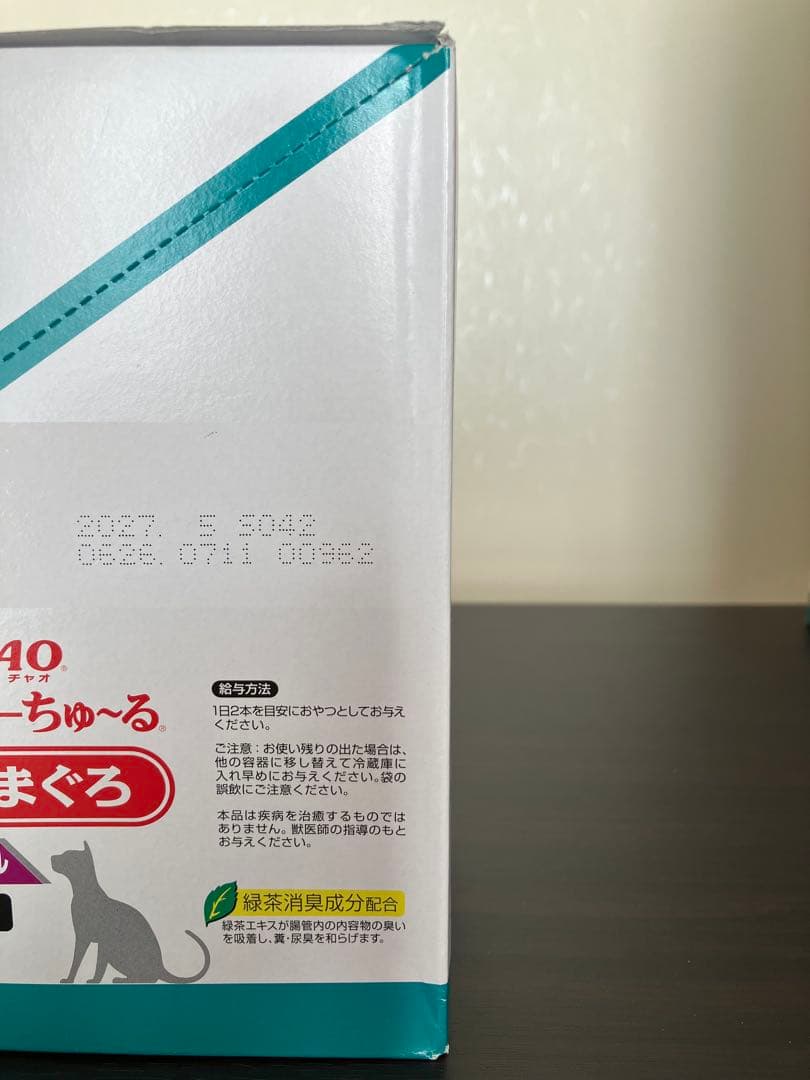 2027. 5 S042
0626. 0711 00962
AO®
チャオ
ーちゅ〜る®
まぐろ
給与方法
1日2本を目安におやつとしてお与え
ください。
ご注意：お使い残りの出た場合は、
他の容器に移し替えて冷蔵庫に
入れ早めにお与えください。袋の
誤飲にご注意ください。
本品は疾病を治癒するものでは
ありません。獣医師の指導のもと
お与えください。
緑茶消臭成分配合
緑茶エキスが腸管内の内容物の臭い
を吸着し、糞・尿臭を和らげます。